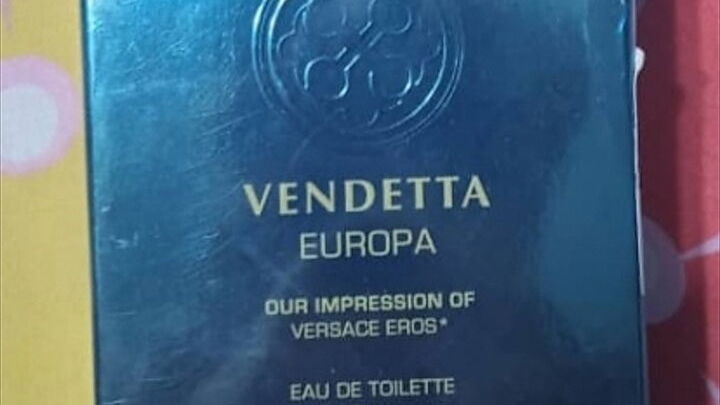 VENDETTA
EUROPA
OUR IMPRESSION OF
VERSACE EROS*
EAU DE TOILETTE